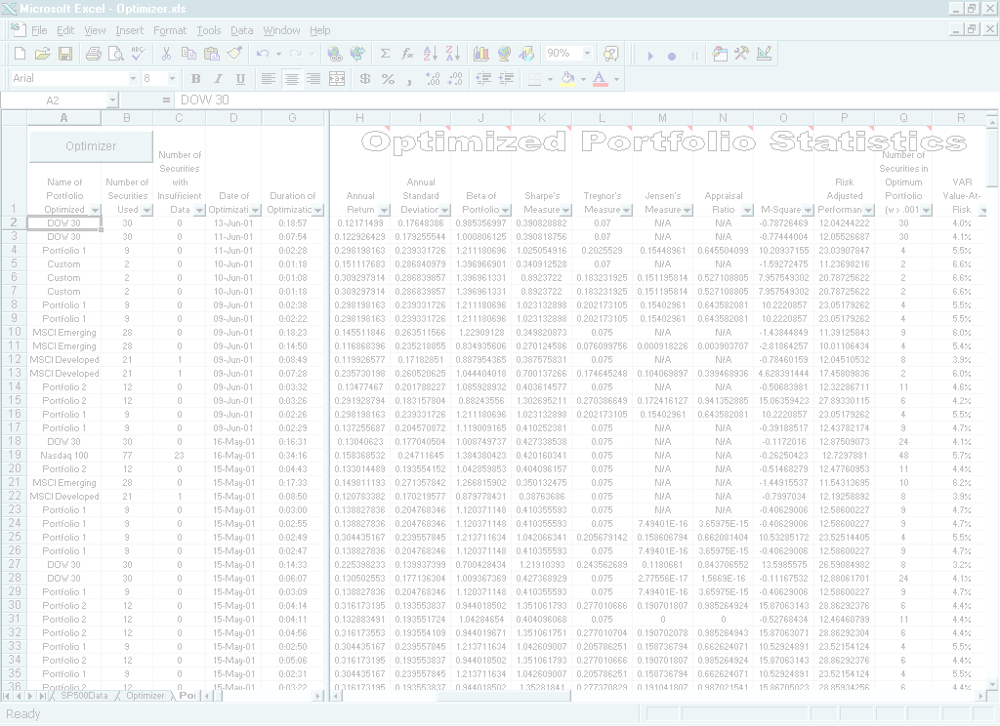 Microsoft Excel - Optimizer.xls
File Edit View Insert Format Tools Data Window Help
90%
Arial 8 B I U $ % ,
A2 = DOW 30
A B C D G H I J K L M N O P Q R
Optimizer
Optimized Portfolio Statistics
1 Name of Portfolio Optimized Number of Securities Used Number of Securities with Insufficient Data Date of Optimizati Duration of Optimizatic Annual Return Annual Standard Deviation Beta of Portfolio Sharpe's Measure Treynor's Measure Jensen's Measure Appraisal Ratio M-Square Risk Adjusted Performan Number of Securities in Optimum Portfolio (w > .001 VAR Value-At-Risk
2 DOW 30 30 0 13-Jun-01 0:18:57 0.12171499 0.17648386 0.985356997 0.390828882 0.07 N/A N/A -0.78726469 12.04244222 30 4.0%
3 DOW 30 30 0 11-Jun-01 0:07:54 0.122926429 0.179255544 1.000806125 0.390818756 0.07 N/A N/A -0.77444004 12.05526687 30 4.1%
4 Portfolio 1 9 0 11-Jun-01 0:02:28 0.298198163 0.239331726 1.211180696 1.025054916 0.2025529 0.15448961 0.645504099 10.20937155 23.03907847 4 5.5%
5 Custom 2 0 10-Jun-01 0:01:18 0.151117683 0.286840979 1.396966901 0.340912528 0.07 N/A N/A -1.59272475 11.23698216 2 6.6%
6 Custom 2 0 10-Jun-01 0:01:08 0.309297914 0.286839857 1.396961331 0.8923722 0.183231925 0.151195814 0.527108805 7.957549302 20.78725622 2 6.6%
7 Custom 2 0 10-Jun-01 0:01:18 0.309297914 0.286839857 1.396961331 0.8923722 0.183231925 0.151195814 0.527108805 7.957549302 20.78725622 2 6.6%
8 Portfolio 1 9 0 09-Jun-01 0:02:38 0.298198163 0.239331726 1.211180696 1.023132898 0.202173105 0.15402961 0.643582081 10.2220857 23.05179262 4 5.5%
9 Portfolio 1 9 0 09-Jun-01 0:02:22 0.298198163 0.239331726 1.211180696 1.023132898 0.202173105 0.15402961 0.643582081 10.2220857 23.05179262 4 5.5%
10 MSCI Emerging 28 0 09-Jun-01 0:18:23 0.145511846 0.263511566 1.22909128 0.349820873 0.075 N/A N/A -1.43844849 11.39125843 9 6.0%
11 MSCI Emerging 28 0 09-Jun-01 0:14:50 0.116868396 0.235218855 0.834935606 0.270124586 0.076099756 0.000918226 0.003903707 -2.81864257 10.01106434 4 5.4%
12 MSCI Developed 21 1 09-Jun-01 0:08:49 0.119926577 0.17182851 0.887954365 0.387575831 0.075 N/A N/A -0.78460159 12.04510532 8 3.9%
13 MSCI Developed 21 1 09-Jun-01 0:07:28 0.235730198 0.260520625 1.044404018 0.700137266 0.174645248 0.104069897 0.399468936 4.628391444 17.45809836 2 6.0%
14 Portfolio 2 12 0 09-Jun-01 0:03:32 0.13477467 0.201788227 1.085928932 0.403614577 0.075 N/A N/A -0.50683981 12.32286711 11 4.6%
15 Portfolio 2 12 0 09-Jun-01 0:03:26 0.291928794 0.183157804 0.88243556 1.302695211 0.270386649 0.172416127 0.941352885 15.06359423 27.89330115 6 4.2%
16 Portfolio 1 9 0 09-Jun-01 0:02:26 0.298198163 0.239331726 1.211180696 1.023132898 0.202173105 0.15402961 0.643582081 10.2220857 23.05179262 4 5.5%
17 Portfolio 1 9 0 09-Jun-01 0:02:29 0.137255687 0.204570872 1.119009165 0.410252381 0.075 N/A N/A -0.39188517 12.43782174 9 4.7%
18 DOW 30 30 0 16-May-01 0:16:31 0.13040623 0.177040504 1.008749737 0.427338538 0.075 N/A N/A -0.1172016 12.87509073 24 4.1%
19 Nasdaq 100 77 23 16-May-01 0:34:16 0.158368532 0.24711645 1.384380423 0.420160341 0.075 N/A N/A -0.26250423 12.7297881 48 5.7%
20 Portfolio 2 12 0 15-May-01 0:04:43 0.133014489 0.193554152 1.042859853 0.404096157 0.075 N/A N/A -0.51468279 12.47760953 11 4.4%
21 MSCI Emerging 28 0 15-May-01 0:17:33 0.149811193 0.271357842 1.266815902 0.350132475 0.075 N/A N/A -1.44915537 11.54313695 10 6.2%
22 MSCI Developed 21 1 15-May-01 0:08:50 0.120783382 0.170219577 0.879778431 0.38763686 0.075 N/A N/A -0.7997034 12.19258892 8 3.9%
23 Portfolio 1 9 0 15-May-01 0:03:00 0.138827836 0.204768346 1.120371148 0.410355593 0.075 N/A N/A -0.40629006 12.58600227 9 4.7%
24 Portfolio 1 9 0 15-May-01 0:02:55 0.138827836 0.204768346 1.120371148 0.410355593 0.075 7.49401E-16 3.65975E-15 -0.40629006 12.58600227 9 4.7%
25 Portfolio 1 9 0 15-May-01 0:02:49 0.304435167 0.239557845 1.213711634 1.042066341 0.205679142 0.158606794 0.662081404 10.53285172 23.52514405 4 5.5%
26 Portfolio 1 9 0 15-May-01 0:02:47 0.138827836 0.204768346 1.120371148 0.410355593 0.075 7.49401E-16 3.65975E-15 -0.40629006 12.58600227 9 4.7%
27 DOW 30 30 0 15-May-01 0:14:33 0.225398233 0.139937399 0.700428434 1.21910393 0.243562689 0.1180661 0.843706552 13.5985575 26.59084982 8 3.2%
28 DOW 30 30 0 15-May-01 0:06:07 0.130502553 0.177136304 1.009367369 0.427368929 0.075 2.77556E-17 1.5669E-16 -0.11167532 12.88061701 24 4.1%
29 Portfolio 1 9 0 15-May-01 0:03:09 0.138827836 0.204768346 1.120371148 0.410355593 0.075 7.49401E-16 3.65975E-15 -0.40629006 12.58600227 9 4.7%
30 Portfolio 2 12 0 15-May-01 0:04:14 0.316173195 0.193553837 0.944018502 1.351061793 0.277010666 0.190701807 0.985264924 15.87063143 28.86292376 6 4.4%
31 Portfolio 2 12 0 15-May-01 0:04:11 0.132883491 0.193551724 1.04284654 0.404096068 0.075 0 0 -0.52768434 12.46460799 11 4.4%
32 Portfolio 2 12 0 15-May-01 0:04:56 0.316173553 0.193554109 0.944019671 1.351061751 0.277010704 0.190702078 0.985264943 15.87063071 28.86292304 6 4.4%
33 Portfolio 1 9 0 15-May-01 0:02:50 0.304435167 0.239557845 1.213711634 1.042609007 0.205786251 0.158736794 0.662624071 10.52924891 23.52154124 4 5.5%
34 Portfolio 2 12 0 15-May-01 0:05:06 0.316173195 0.193553837 0.944018502 1.351061793 0.277010666 0.190701807 0.985264924 15.87063143 28.86292376 6 4.4%
35 Portfolio 1 9 0 15-May-01 0:02:31 0.304435167 0.239557845 1.213711634 1.042609007 0.205786251 0.158736794 0.662624071 10.52924891 23.52154124 4 5.5%
36 Portfolio 2 12 0 15-May-01 0:03:22 0.316173195 0.193553837 0.944018502 1.35281841 0.277370829 0.191041807 0.987021541 15.86705023 28.85934256 6 4.4%
SP500Data Optimizer Po
Ready